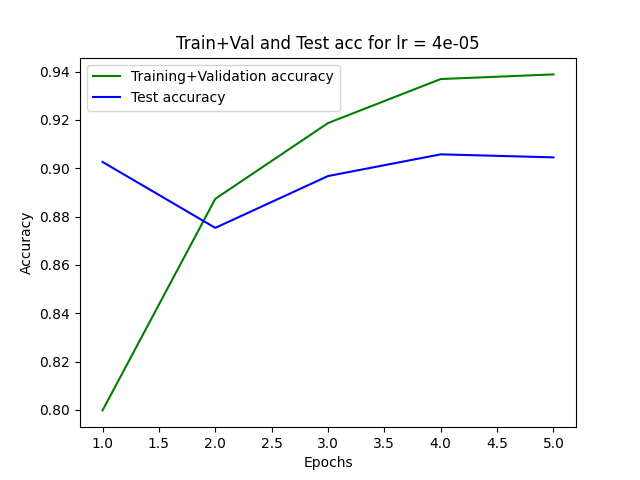 Train+Val and Test acc for lr = 4e-05
Training+Validation accuracy
Test accuracy
Accuracy
0.94
0.92
0.90
0.88
0.86
0.84
0.82
0.80
1.0 1.5 2.0 2.5 3.0 3.5 4.0 4.5 5.0
Epochs